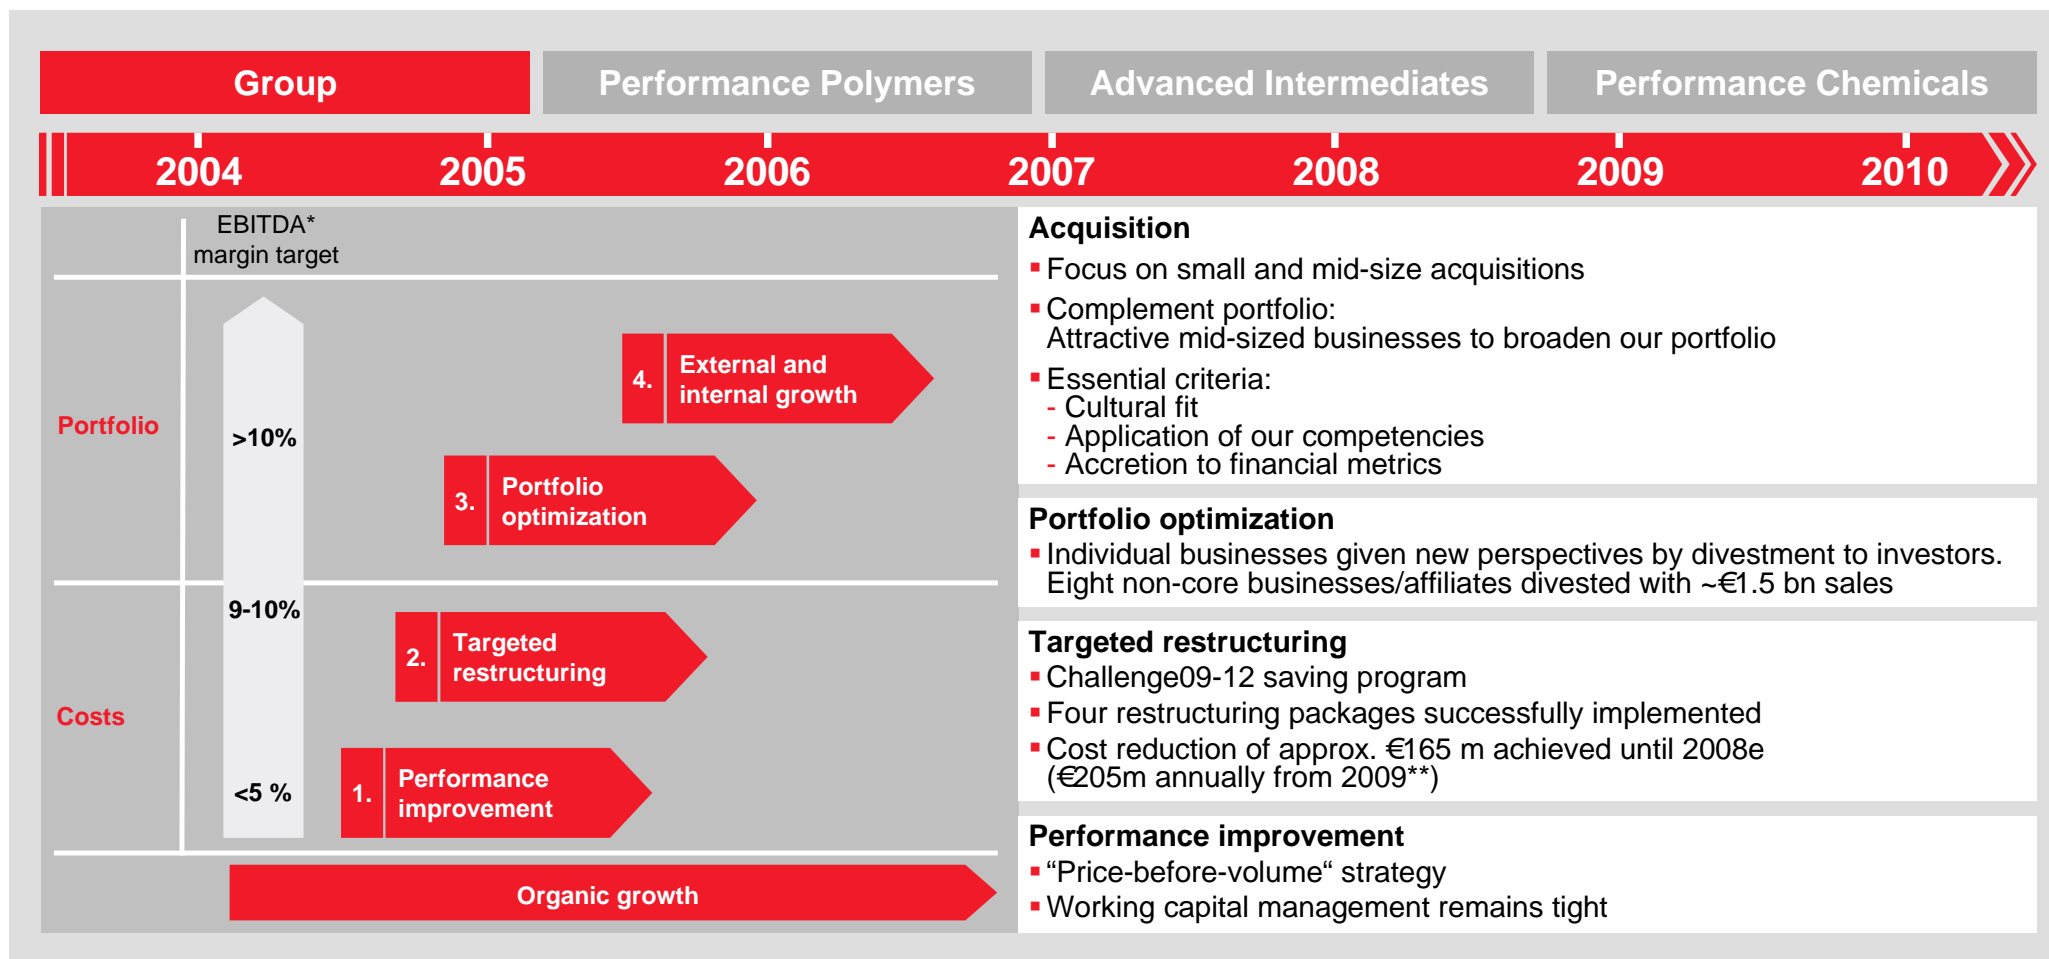 Group
Performance Polymers
Advanced Intermediates
Performance Chemicals
2004
2005
2006
2007
2008
2009
2010
EBITDA*
margin target
Portfolio
>10%
4.
External and
internal growth
3.
Portfolio
optimization
9-10%
Costs
2.
Targeted
restructuring
<5 %
1.
Performance
improvement
Organic growth
Acquisition
▪ Focus on small and mid-size acquisitions
▪ Complement portfolio:
Attractive mid-sized businesses to broaden our portfolio
▪ Essential criteria:
- Cultural fit
- Application of our competencies
- Accretion to financial metrics
Portfolio optimization
▪ Individual businesses given new perspectives by divestment to investors.
Eight non-core businesses/affiliates divested with ~€1.5 bn sales
Targeted restructuring
▪ Challenge09-12 saving program
▪ Four restructuring packages successfully implemented
▪ Cost reduction of approx. €165 m achieved until 2008e
(€205m annually from 2009**)
Performance improvement
▪ “Price-before-volume“ strategy
▪ Working capital management remains tight